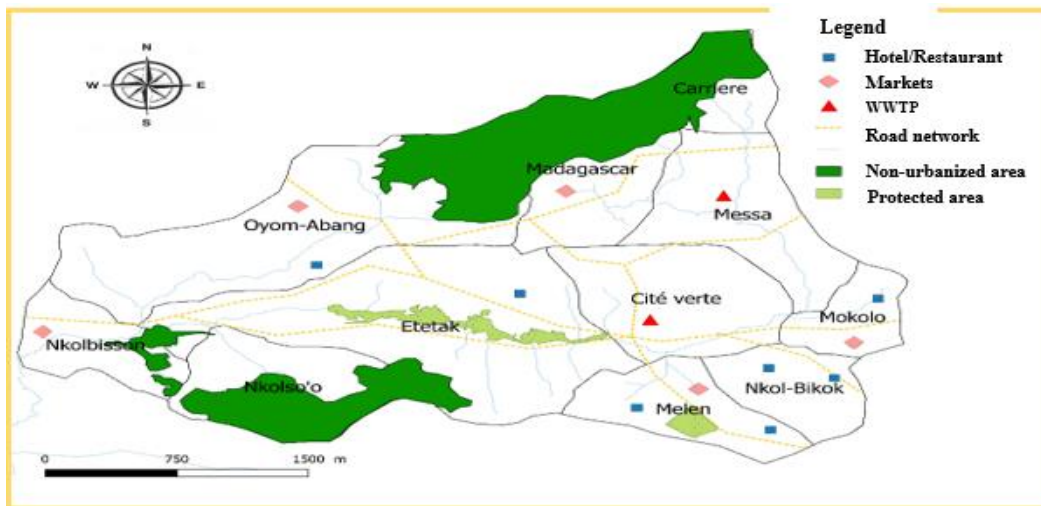 Legend
Hotel/Restaurant
Markets
WWTP
Road network
Non-urbanized area
Protected area
N
W E
S
Carriere
Madagascar
Messa
Oyom-Abang
Cité verte
Mokolo
Etetak
Nkolbisson
Nkolso'o
Nkol-Bikok
Melen
0 750 1500 m